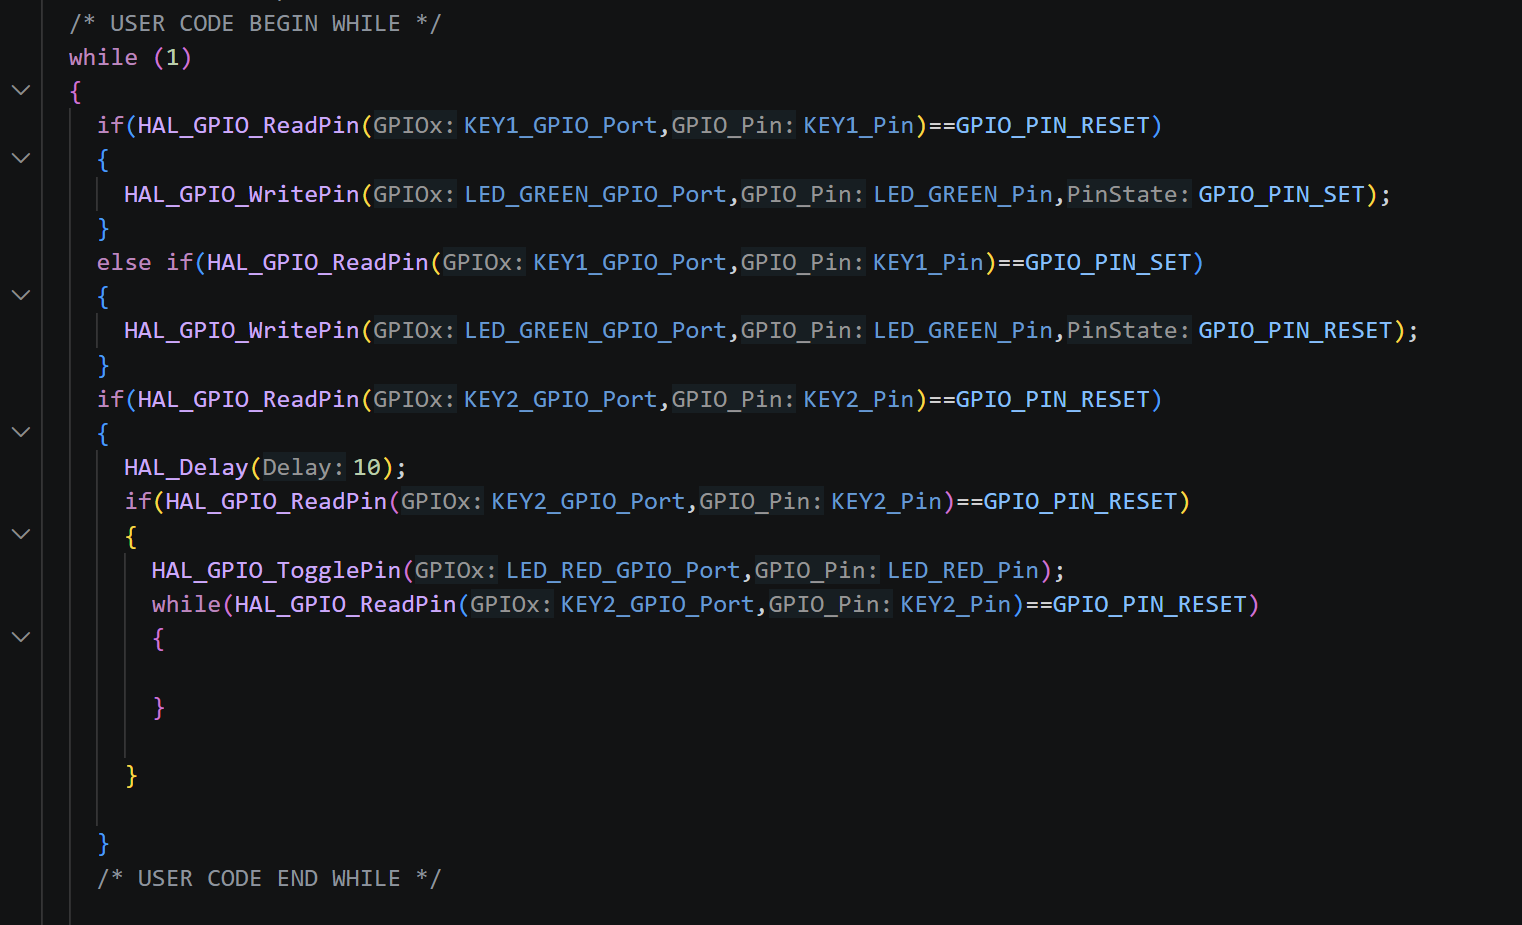 /* USER CODE BEGIN WHILE */
while (1)
{
if(HAL_GPIO_ReadPin(GPIOx: KEY1_GPIO_Port,GPIO_Pin: KEY1_Pin)==GPIO_PIN_RESET)
{
HAL_GPIO_WritePin(GPIOx: LED_GREEN_GPIO_Port,GPIO_Pin: LED_GREEN_Pin,PinState: GPIO_PIN_SET);
}
else if(HAL_GPIO_ReadPin(GPIOx: KEY1_GPIO_Port,GPIO_Pin: KEY1_Pin)==GPIO_PIN_SET)
{
HAL_GPIO_WritePin(GPIOx: LED_GREEN_GPIO_Port,GPIO_Pin: LED_GREEN_Pin,PinState: GPIO_PIN_RESET);
}
if(HAL_GPIO_ReadPin(GPIOx: KEY2_GPIO_Port,GPIO_Pin: KEY2_Pin)==GPIO_PIN_RESET)
{
HAL_Delay(Delay: 10);
if(HAL_GPIO_ReadPin(GPIOx: KEY2_GPIO_Port,GPIO_Pin: KEY2_Pin)==GPIO_PIN_RESET)
{
HAL_GPIO_TogglePin(GPIOx: LED_RED_GPIO_Port,GPIO_Pin: LED_RED_Pin);
while(HAL_GPIO_ReadPin(GPIOx: KEY2_GPIO_Port,GPIO_Pin: KEY2_Pin)==GPIO_PIN_RESET)
{
}
}
}
/* USER CODE END WHILE */